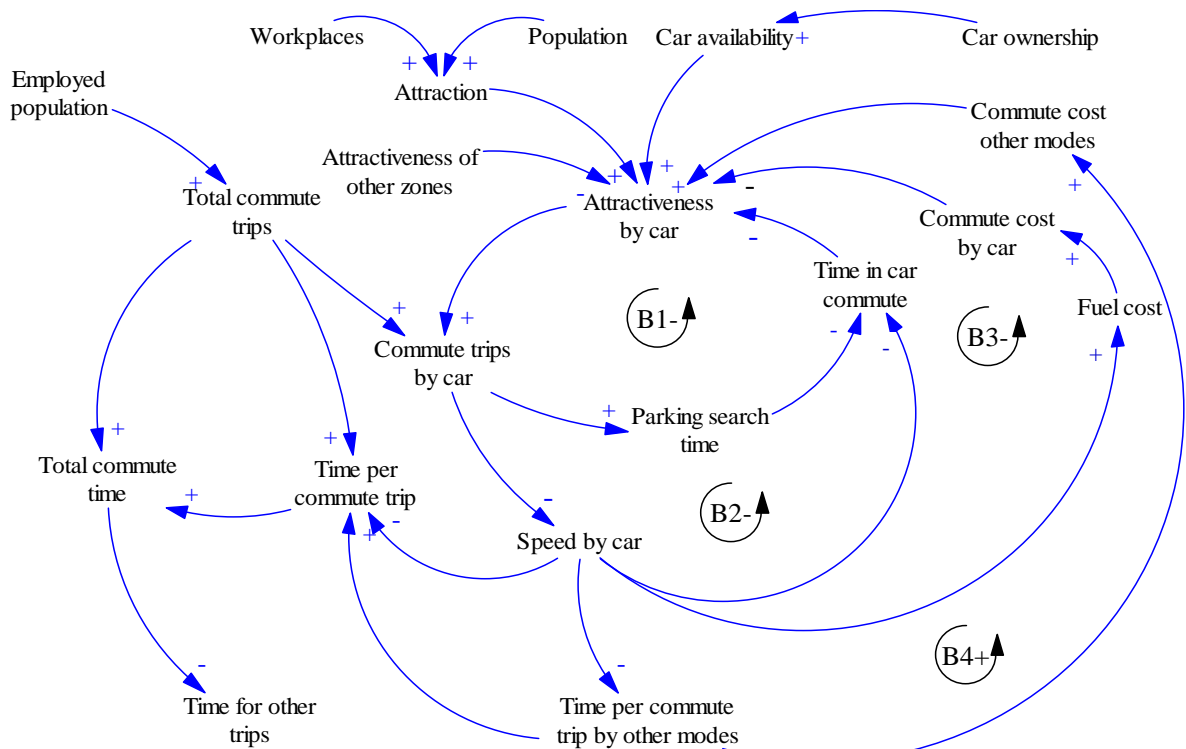 Workplaces
Population
Car availability+
Car ownership
+
+
Employed
population
Attraction
Commute cost
other modes
Attractiveness of
other zones
+
+
+
-
+
-
+
Total commute
trips
Attractiveness
by car
+
Commute cost
by car
-
Time in car
commute
+
B1-
+
+
B3-
Fuel cost
-
-
+
Commute trips
by car
+
Parking search
time
+
+
Total commute
time
Time per
commute trip
+
-
-
+
B2-
Speed by car
B4+
-
-
Time for other
trips
Time per commute
trip by other modes